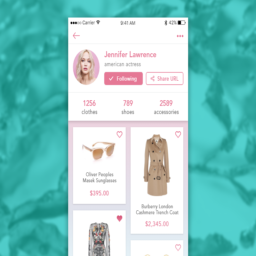 Carrier
9:41 AM
42%
Jennifer Lawrence
american actress
Following
Share URL
1256
789
2589
clothes
shoes
accessories
Oliver Peoples
Masek Sunglasses
$395.00
Burberry London
Cashmere Trench Coat
$2,345.00